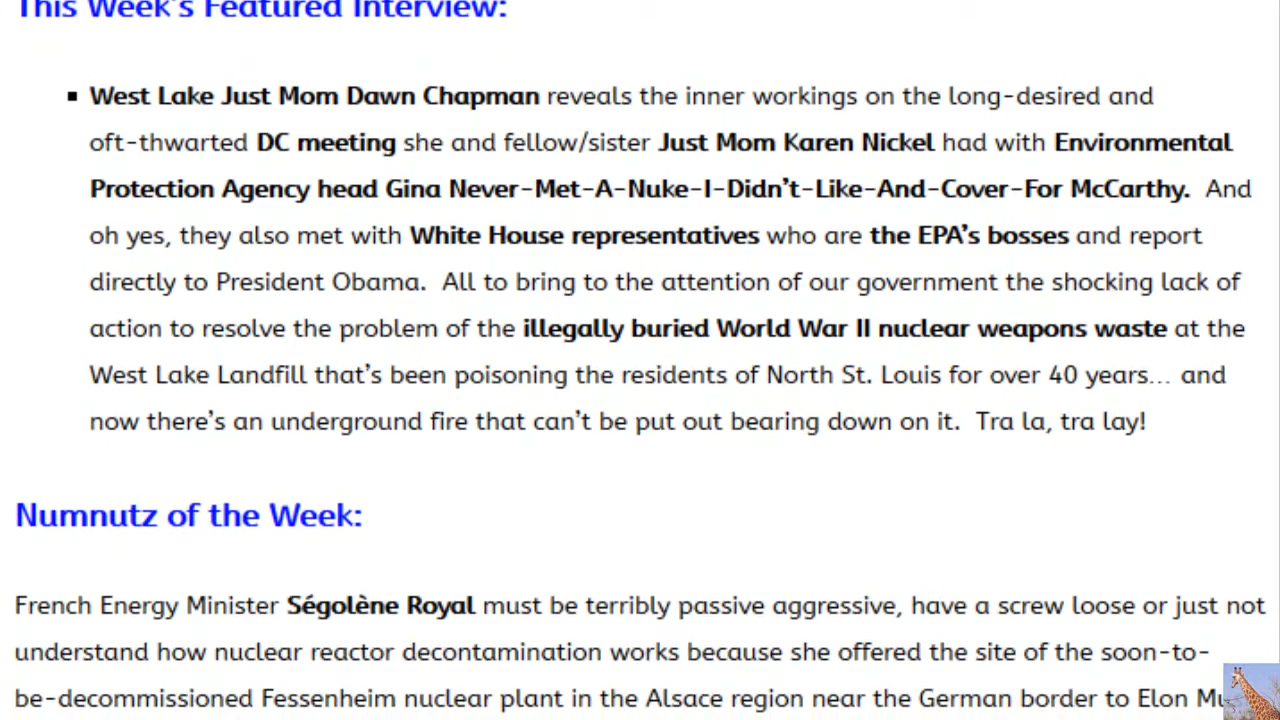 This Week's Featured Interview:
▪ West Lake Just Mom Dawn Chapman reveals the inner workings on the long-desired and
oft-thwarted DC meeting she and fellow/sister Just Mom Karen Nickel had with Environmental
Protection Agency head Gina Never-Met-A-Nuke-I-Didn't-Like-And-Cover-For McCarthy.  And
oh yes, they also met with White House representatives who are the EPA's bosses and report
directly to President Obama.  All to bring to the attention of our government the shocking lack of
action to resolve the problem of the illegally buried World War II nuclear weapons waste at the
West Lake Landfill that's been poisoning the residents of North St. Louis for over 40 years… and
now there's an underground fire that can't be put out bearing down on it.  Tra la, tra lay!
Numnutz of the Week:
French Energy Minister Ségolène Royal must be terribly passive aggressive, have a screw loose or just not
understand how nuclear reactor decontamination works because she offered the site of the soon-to-
be-decommissioned Fessenheim nuclear plant in the Alsace region near the German border to Elon